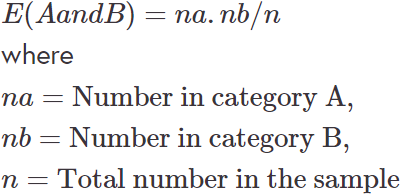 E(AandB) = na. nb/n
where
na = Number in category A,
nb = Number in category B,
n = Total number in the sample